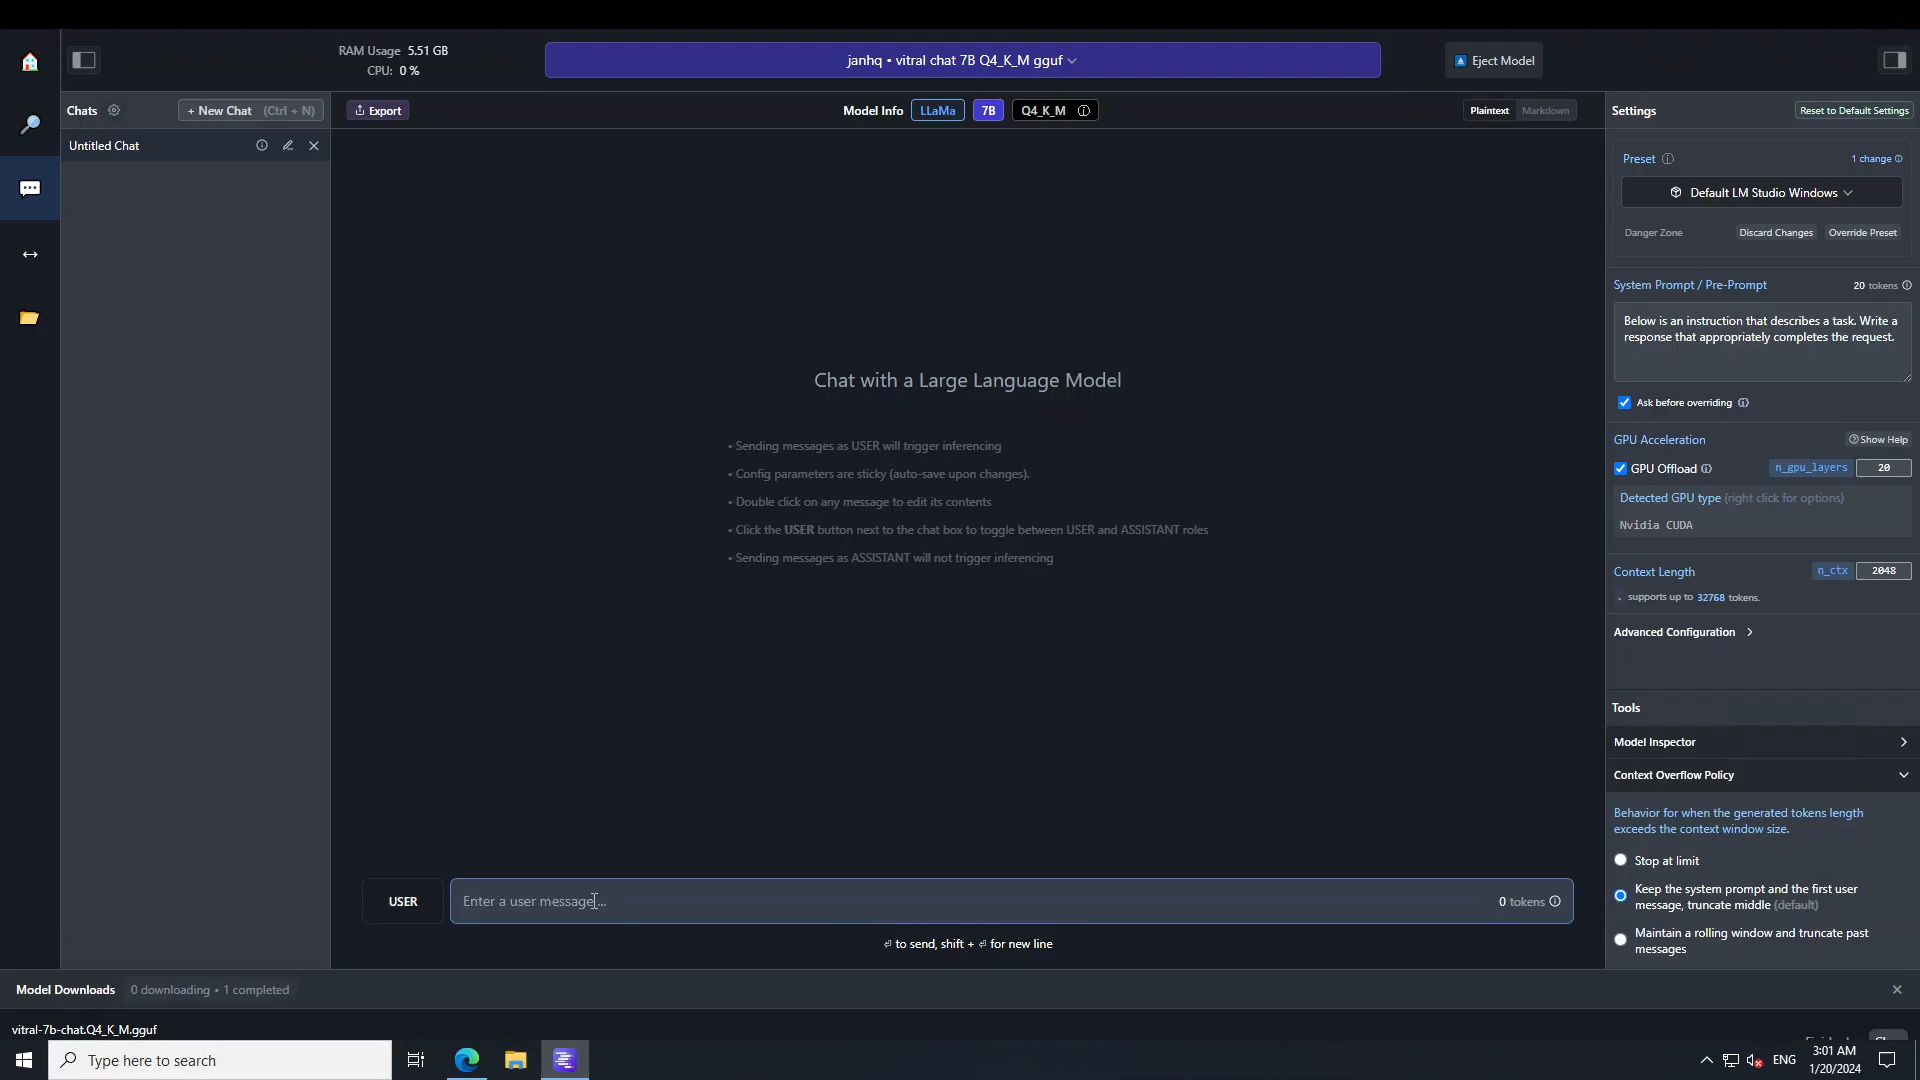 RAM Usage 5.51 GB
CPU: 0 %
janhq • vitral chat 7B Q4_K_M gguf
Eject Model
Chats
+ New Chat (Ctrl + N)
Export
Model Info LLaMa 7B Q4_K_M
Plaintext Markdown
Settings
Reset to Default Settings
Untitled Chat
Preset
1 change
Default LM Studio Windows
Danger Zone
Discard Changes
Override Preset
System Prompt / Pre-Prompt
20 tokens
Below is an instruction that describes a task. Write a
response that appropriately completes the request.
Ask before overriding
GPU Acceleration
Show Help
GPU Offload
n_gpu_layers 20
Detected GPU type (right click for options)
Nvidia CUDA
Context Length
n_ctx 2048
. supports up to 32768 tokens.
Advanced Configuration
Chat with a Large Language Model
• Sending messages as USER will trigger inferencing
• Config parameters are sticky (auto-save upon changes).
• Double click on any message to edit its contents
• Click the USER button next to the chat box to toggle between USER and ASSISTANT roles
• Sending messages as ASSISTANT will not trigger inferencing
Tools
Model Inspector
Context Overflow Policy
Behavior for when the generated tokens length
exceeds the context window size.
Stop at limit
Keep the system prompt and the first user
message, truncate middle (default)
Maintain a rolling window and truncate past
messages
USER
Enter a user message...
0 tokens
⏎ to send, shift + ⏎ for new line
Model Downloads 0 downloading • 1 completed
vitral-7b-chat.Q4_K_M.gguf
Type here to search
ENG
3:01 AM
1/20/2024